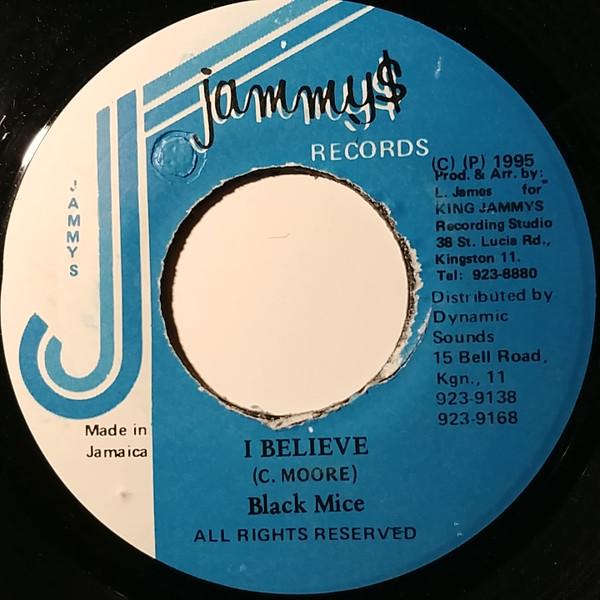 jammy$
RECORDS
JAMMYS
(C) (P) 1995
Prod. & Arr. by:
L. James for
KING JAMMYS
Recording Studio
38 St. Lucia Rd.,
Kingston 11.
Tel: 923-8880
Distributed by
Dynamic
Sounds
15 Bell Road,
Kgn., 11
923-9138
923-9168
Made in
Jamaica
I BELIEVE
(C. MOORE)
Black Mice
ALL RIGHTS RESERVED